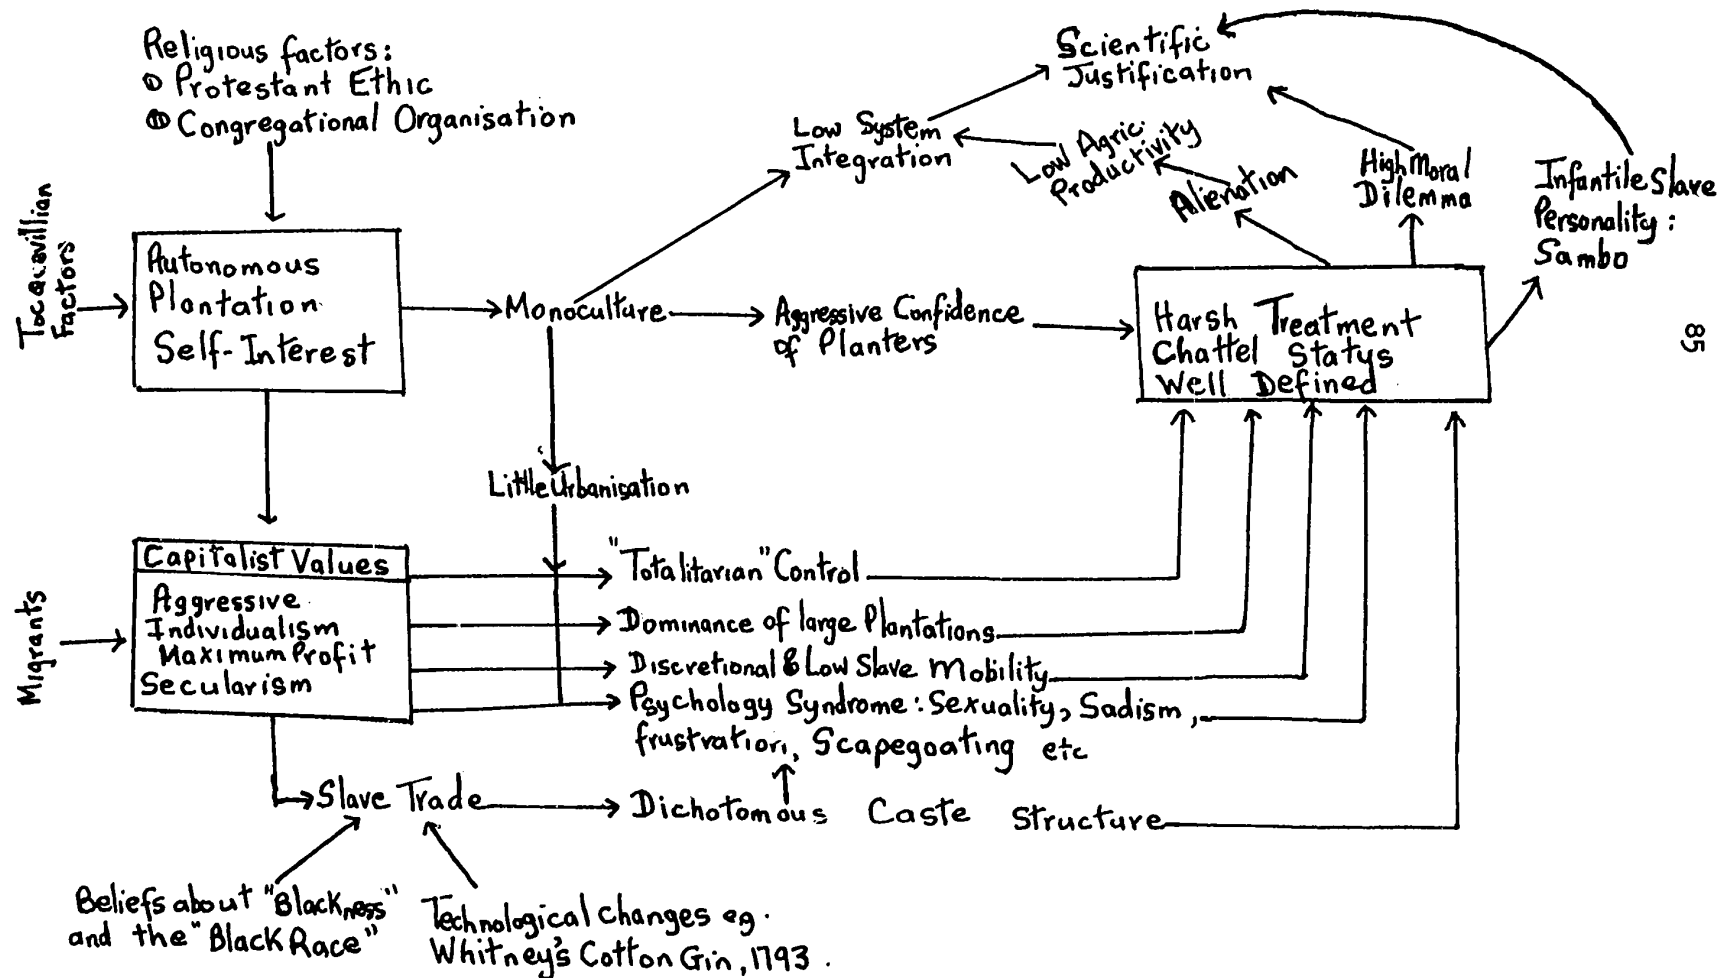 Religious factors:
① Protestant Ethic
② Congregational Organisation
Tocquevillian
Factors
Autonomous
Plantation
Self-Interest
Monoculture
Aggressive Confidence
of Planters
Low System
Integration
Scientific
Justification
Low Agric.
Productivity
Alienation
High Moral
Dilemma
Infantile Slave
Personality:
Sambo
Harsh Treatment
Chattel Status
Well Defined
85
Little Urbanisation
Migrants
Capitalist Values
Aggressive
Individualism
Maximum Profit
Secularism
"Totalitarian" Control
Dominance of large Plantations
Discretional & Low Slave Mobility
Psychology Syndrome: Sexuality, Sadism,
frustration, Scapegoating etc
Slave Trade
Dichotomous Caste Structure
Beliefs about "Blackness"
and the "Black Race"
Technological Changes eg.
Whitney's Cotton Gin, 1793.